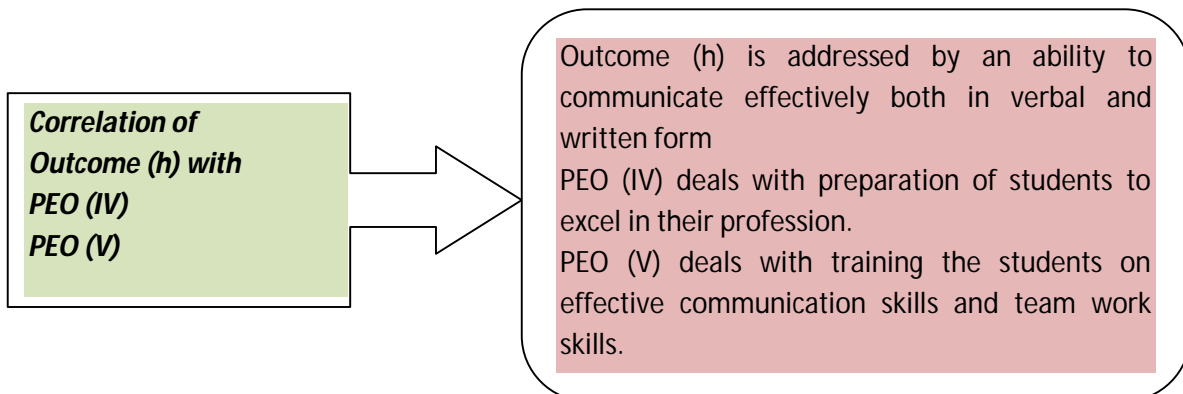 Correlation of
Outcome (h) with
PEO (IV)
PEO (V)
Outcome (h) is addressed by an ability to
communicate effectively both in verbal and
written form
PEO (IV) deals with preparation of students to
excel in their profession.
PEO (V) deals with training the students on
effective communication skills and team work
skills.